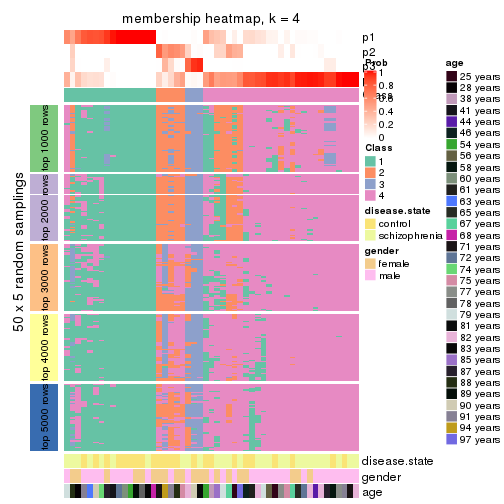 membership heatmap, k = 4
p1
p2
p3
Prob
1
0.8
0.6
0.4
0.2
0
Class
1
2
3
4
disease.state
control
schizophrenia
gender
female
male
age
25 years
28 years
38 years
41 years
44 years
46 years
54 years
56 years
58 years
60 years
61 years
63 years
65 years
67 years
68 years
71 years
72 years
74 years
75 years
77 years
78 years
79 years
81 years
82 years
83 years
85 years
87 years
88 years
89 years
90 years
91 years
94 years
97 years
50 x 5 random samplings
top 1000 rows
top 2000 rows
top 3000 rows
top 4000 rows
top 5000 rows
disease.state
gender
age